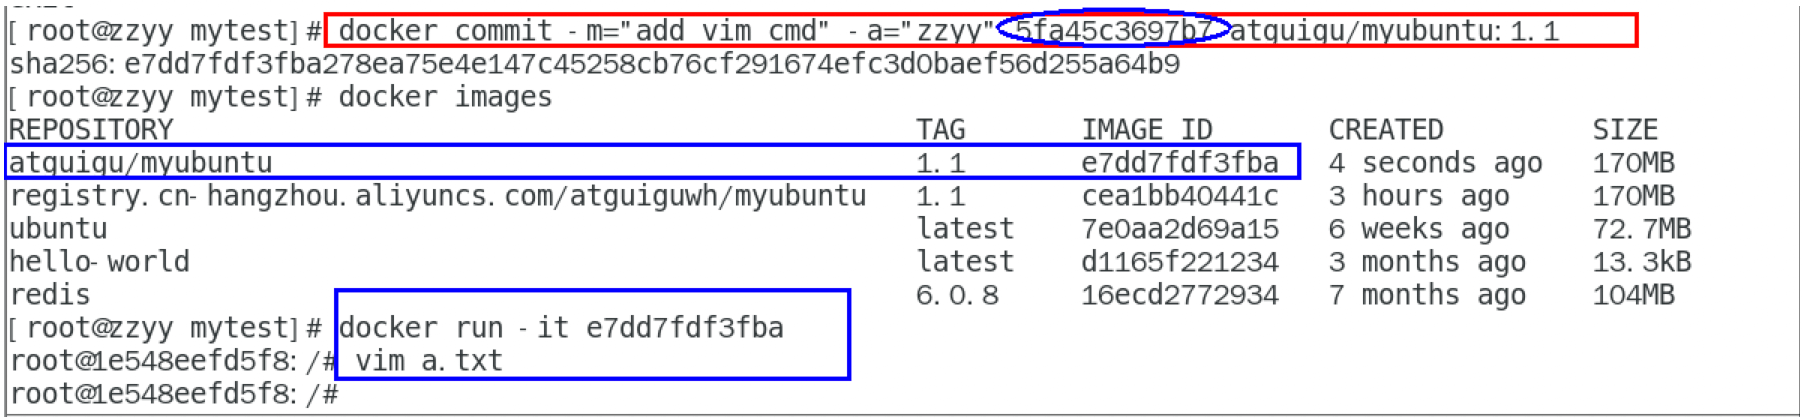 [root@zzyy mytest]# docker commit -m="add vim cmd" -a="zzyy" 5fa45c3697b7 atguigu/myubuntu:1.1
sha256:e7dd7fdf3fba278ea75e4e147c45258cb76cf291674efc3d0baef56d255a64b9
[root@zzyy mytest]# docker images
REPOSITORY TAG IMAGE ID CREATED SIZE
atguigu/myubuntu 1.1 e7dd7fdf3fba 4 seconds ago 170MB
registry.cn-hangzhou.aliyuncs.com/atguiguwh/myubuntu 1.1 cea1bb40441c 3 hours ago 170MB
ubuntu latest 7e0aa2d69a15 6 weeks ago 72.7MB
hello-world latest d1165f221234 3 months ago 13.3kB
redis 6.0.8 16ecd2772934 7 months ago 104MB
[root@zzyy mytest]# docker run -it e7dd7fdf3fba
root@1e548eefd5f8:/# vim a.txt
root@1e548eefd5f8:/#